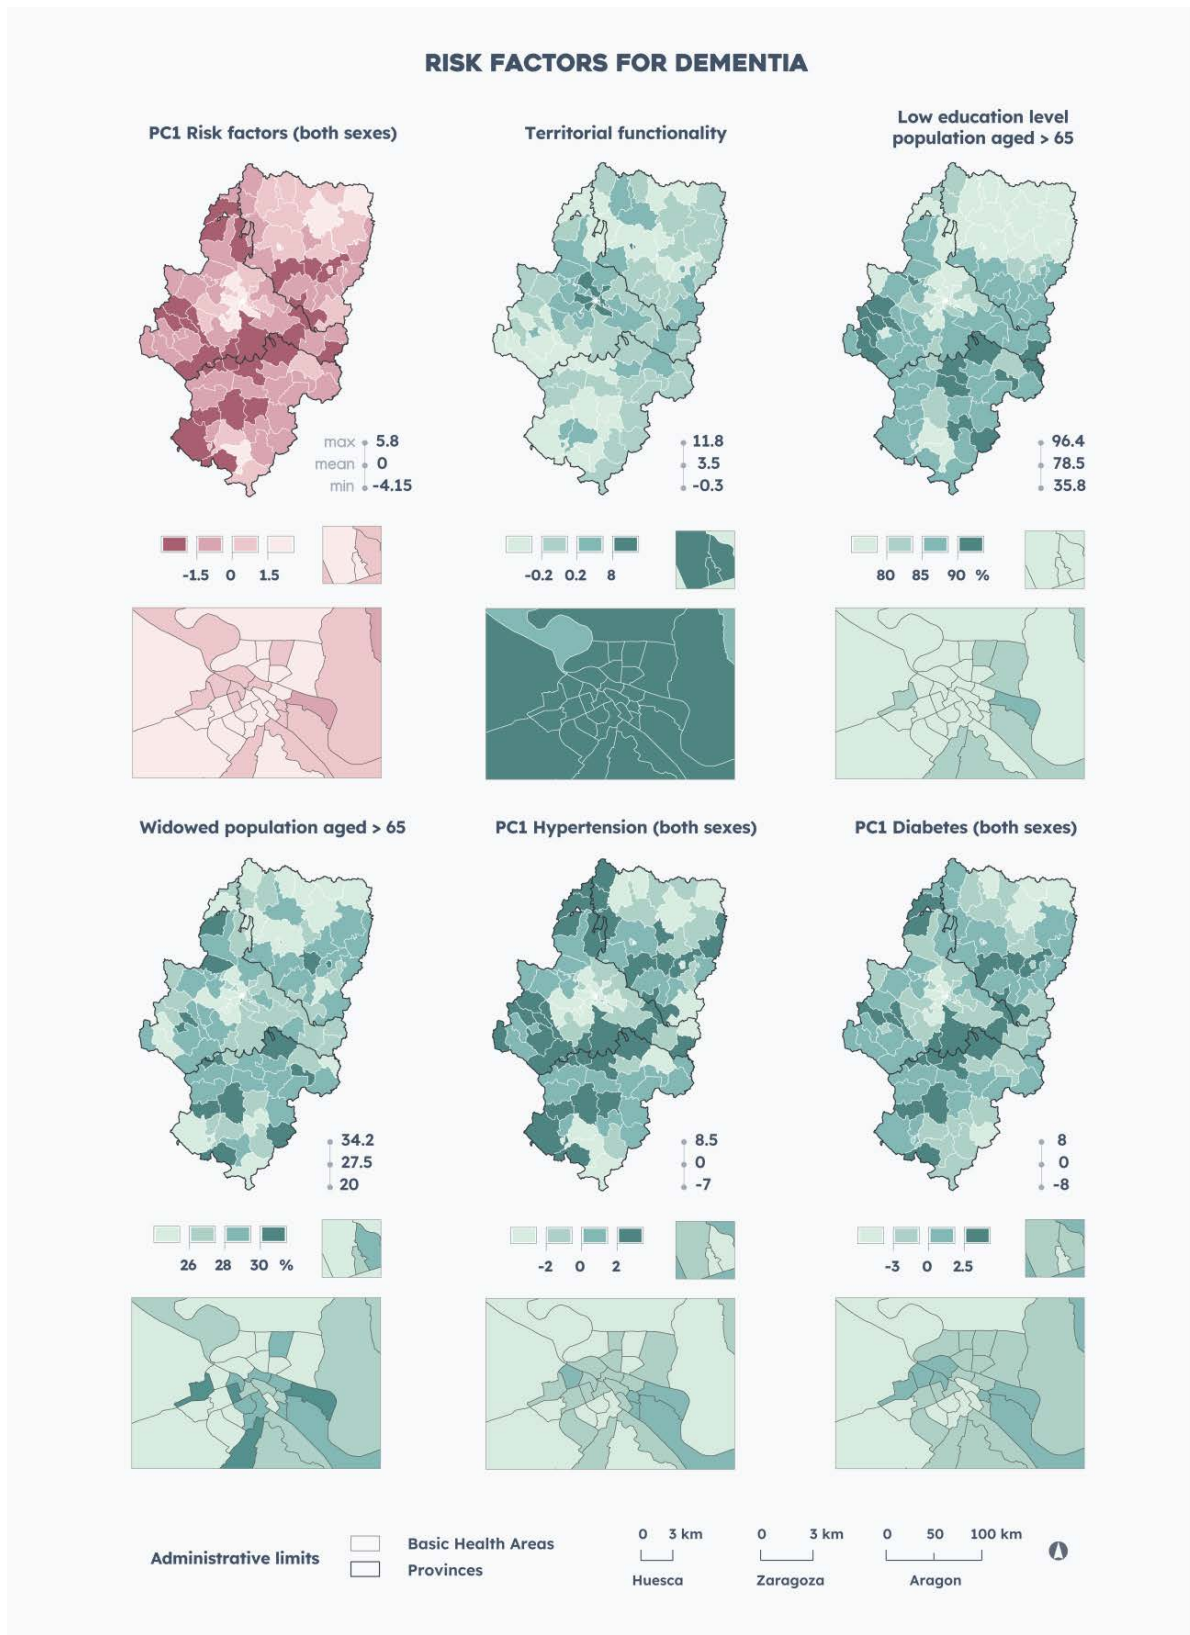 RISK FACTORS FOR DEMENTIA
PC1 Risk factors (both sexes)
Territorial functionality
Low education level
population aged > 65
max 5.8
mean 0
min -4.15
11.8
3.5
-0.3
96.4
78.5
35.8
-1.5 0 1.5
-0.2 0.2 8
80 85 90 %
Widowed population aged > 65
PC1 Hypertension (both sexes)
PC1 Diabetes (both sexes)
34.2
27.5
20
8.5
0
-7
8
0
-8
26 28 30 %
-2 0 2
-3 0 2.5
Administrative limits
Basic Health Areas
Provinces
0 3 km
Huesca
0 3 km
Zaragoza
0 50 100 km
Aragon